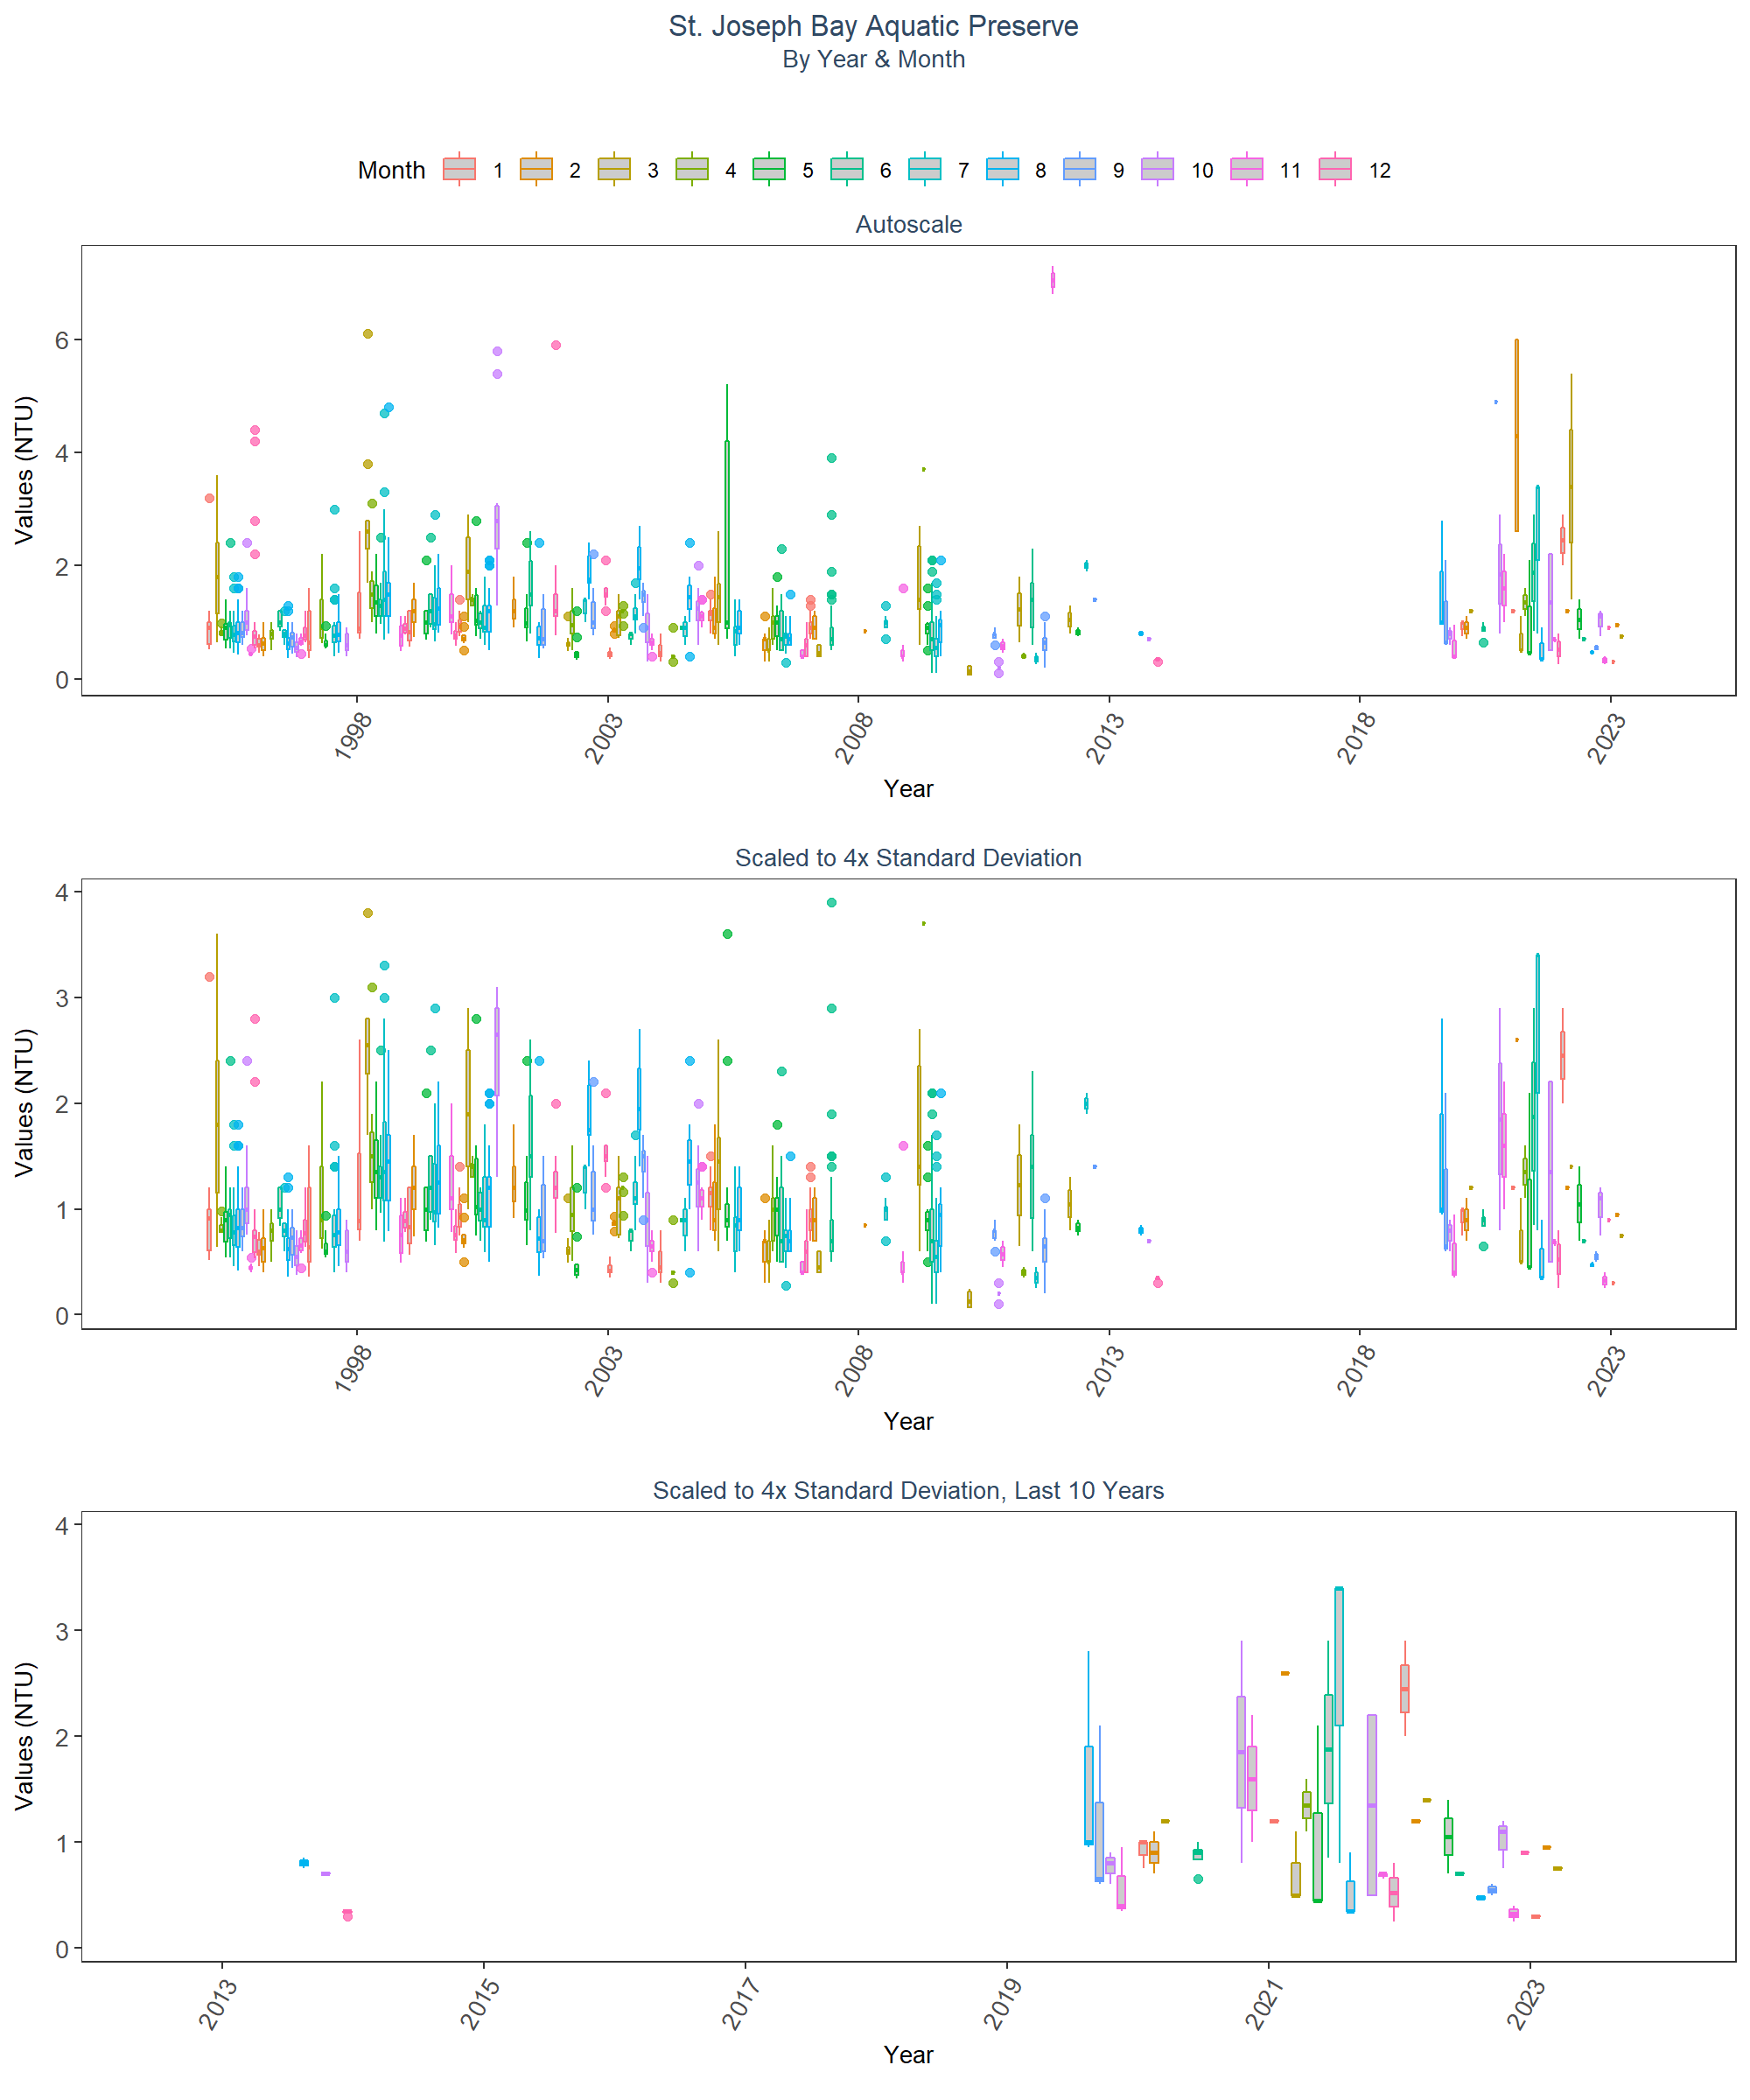 St. Joseph Bay Aquatic Preserve
By Year & Month
Month 1 2 3 4 5 6 7 8 9 10 11 12
Autoscale
Values (NTU)
6
4
2
0
1998 2003 2008 2013 2018 2023
Year
Scaled to 4x Standard Deviation
Values (NTU)
4
3
2
1
0
1998 2003 2008 2013 2018 2023
Year
Scaled to 4x Standard Deviation, Last 10 Years
Values (NTU)
4
3
2
1
0
2013 2015 2017 2019 2021 2023
Year